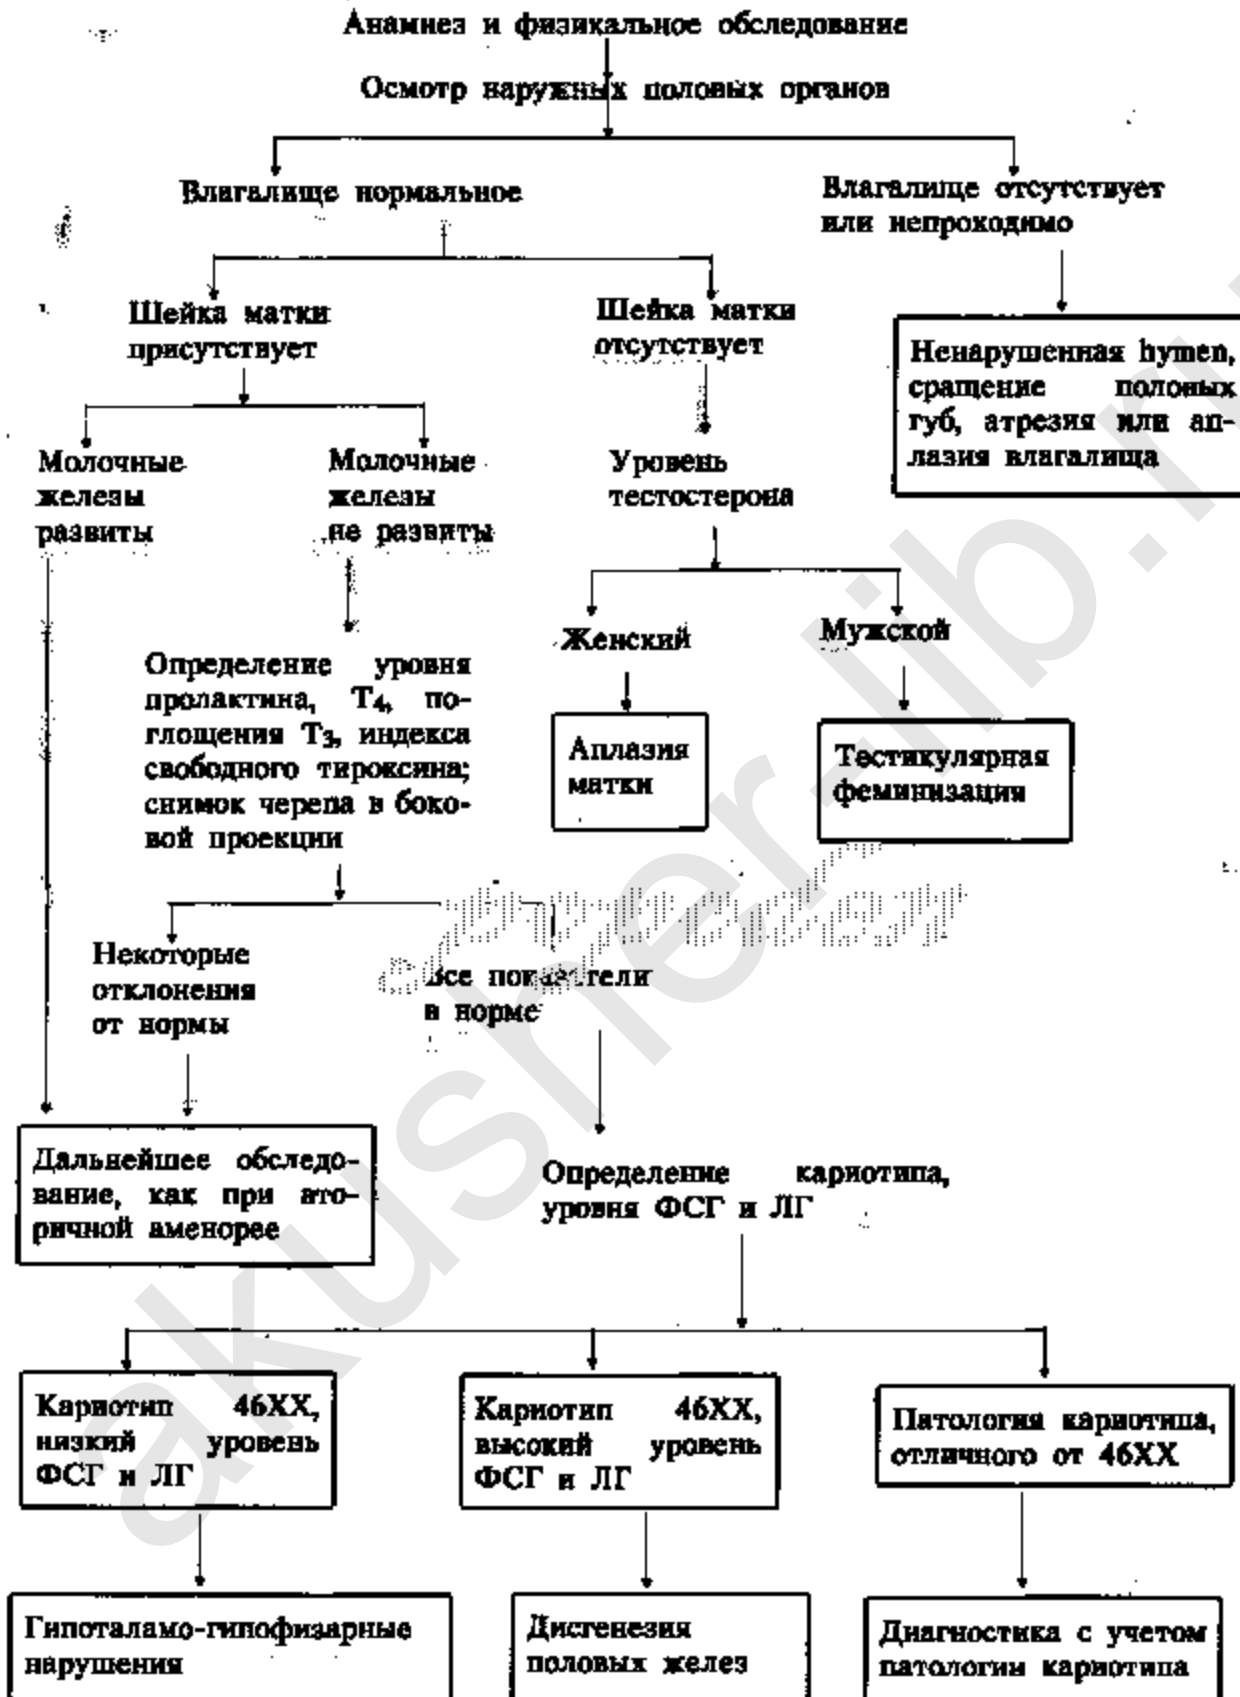 Анамнез и физикальное обследование
Осмотр наружных половых органов
Влагалище нормальное
Влагалище отсутствует
или непроходимо
Шейка матки
присутствует
Шейка матки
отсутствует
Ненарушенная hymen,
сращение половых
губ, атрезия или ап-
лазия влагалища
Молочные
железы
развиты
Молочные
железы
не развиты
Уровень
тестостерона
Женский
Мужской
Определение уровня
пролактина, Т4, по-
глощения Т3, индекса
свободного тироксина;
снимок черепа в боко-
вой проекции
Аплазия
матки
Тестикулярная
феминизация
Некоторые
отклонения
от нормы
Все показатели
в норме
Дальнейшее обследо-
вание, как при вто-
ричной аменорее
Определение кариотипа,
уровня ФСГ и ЛГ
Кариотип 46XX,
низкий уровень
ФСГ и ЛГ
Кариотип 46XX,
высокий уровень
ФСГ и ЛГ
Патология кариотипа,
отличного от 46XX
Гипоталамо-гипофизарные
нарушения
Дисгенезия
половых желез
Диагностика с учетом
патологии кариотипа
akusher-lib.ru